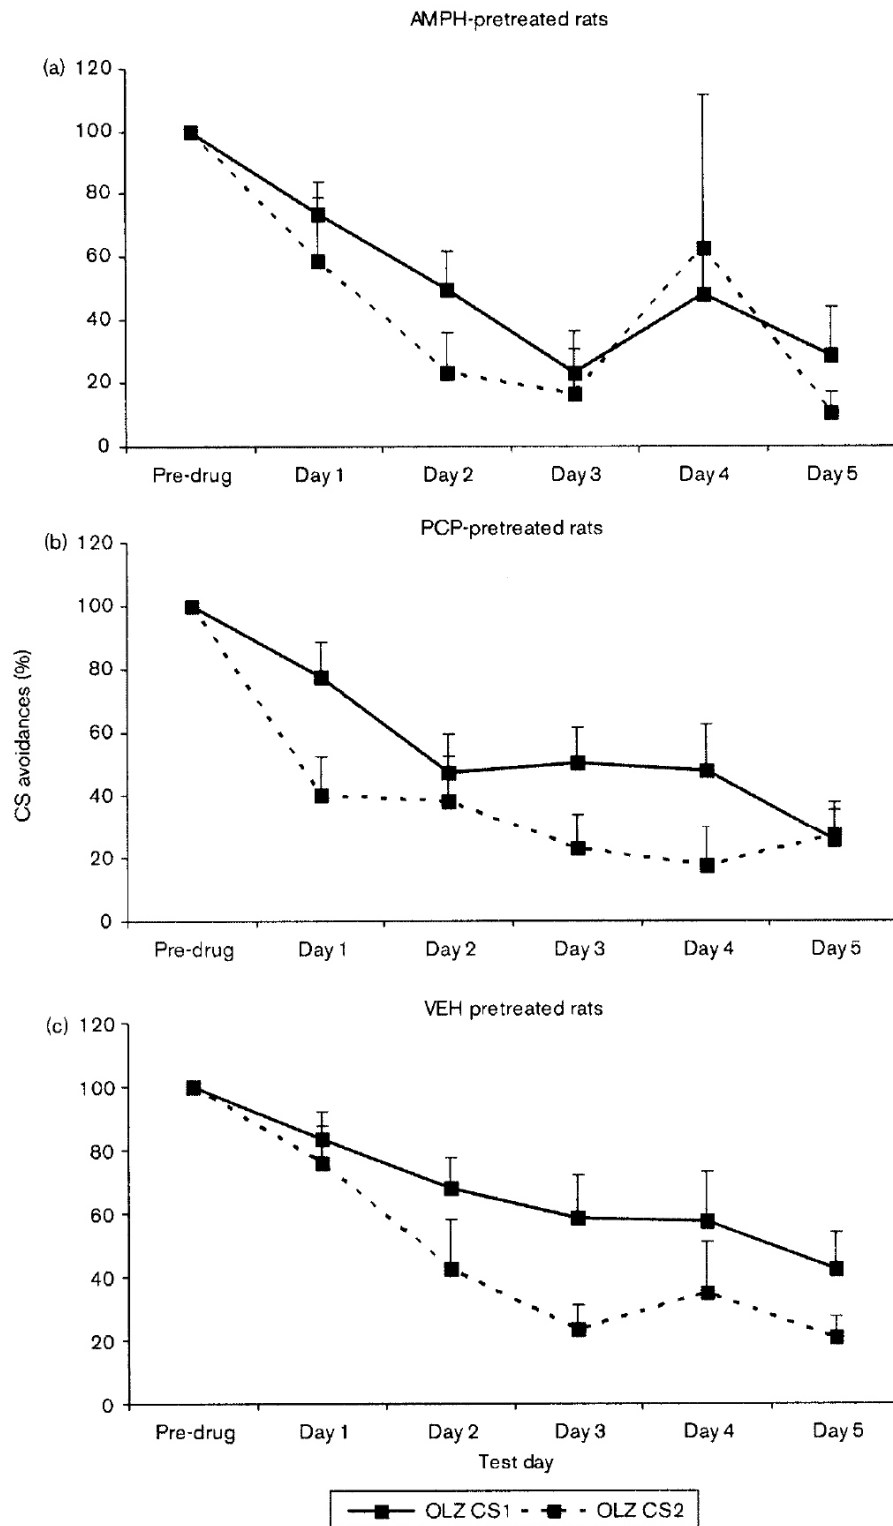 AMPH-pretreated rats
(a)
120
100
80
60
40
20
0
Pre-drug Day 1 Day 2 Day 3 Day 4 Day 5
PCP-pretreated rats
(b)
120
100
80
60
40
20
0
CS avoidances (%)
Pre-drug Day 1 Day 2 Day 3 Day 4 Day 5
VEH pretreated rats
(c)
120
100
80
60
40
20
0
Pre-drug Day 1 Day 2 Day 3 Day 4 Day 5
Test day
OLZ CS1 OLZ CS2